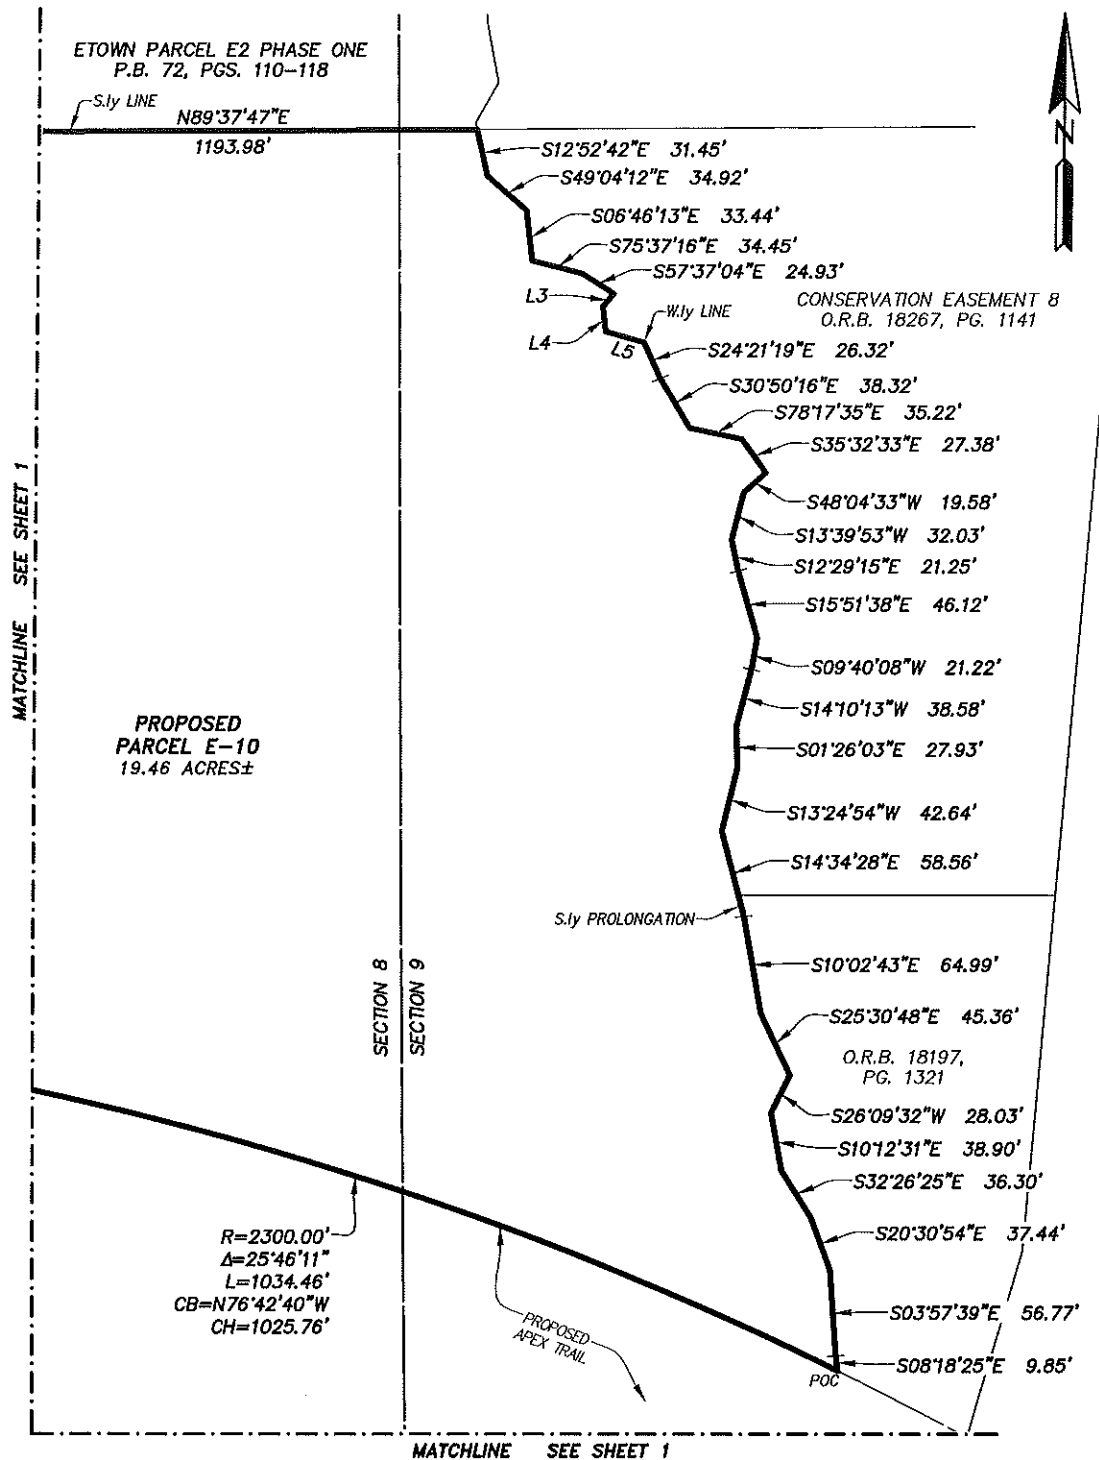 ETOWN PARCEL E2 PHASE ONE
P.B. 72, PGS. 110-118
S.ly LINE
N89°37'47"E
1193.98'
N
S12°52'42"E 31.45'
S49°04'12"E 34.92'
S06°46'13"E 33.44'
S75°37'16"E 34.45'
S57°37'04"E 24.93'
L3
CONSERVATION EASEMENT 8
O.R.B. 18267, PG. 1141
W.ly LINE
L4
L5
S24°21'19"E 26.32'
S30°50'16"E 38.32'
S78°17'35"E 35.22'
S35°32'33"E 27.38'
S48°04'33"W 19.58'
S13°39'53"W 32.03'
S12°29'15"E 21.25'
S15°51'38"E 46.12'
MATCHLINE SEE SHEET 1
S09°40'08"W 21.22'
S14°10'13"W 38.58'
PROPOSED
PARCEL E-10
19.46 ACRES±
S01°26'03"E 27.93'
S13°24'54"W 42.64'
S14°34'28"E 58.56'
S.ly PROLONGATION
S10°02'43"E 64.99'
SECTION 8
SECTION 9
S25°30'48"E 45.36'
O.R.B. 18197,
PG. 1321
S26°09'32"W 28.03'
S10°12'31"E 38.90'
S32°26'25"E 36.30'
S20°30'54"E 37.44'
R=2300.00'
Δ=25°46'11"
L=1034.46'
CB=N76°42'40"W
CH=1025.76'
PROPOSED
APEX TRAIL
S03°57'39"E 56.77'
S08°18'25"E 9.85'
POC
MATCHLINE SEE SHEET 1